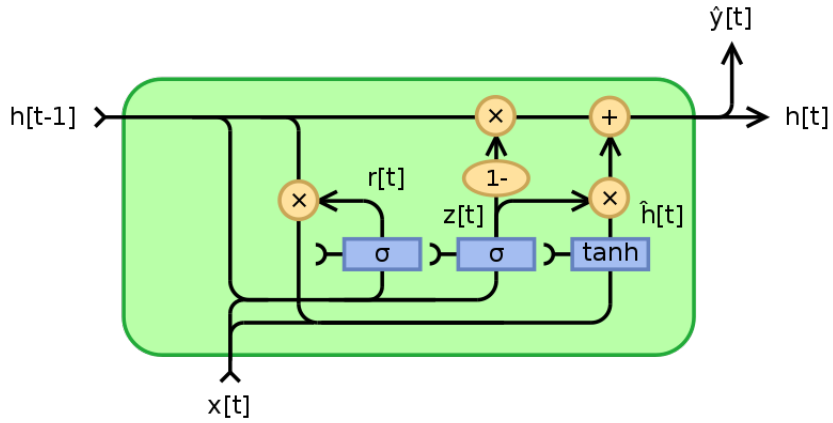 ŷ[t]
h[t-1]
×
+
h[t]
r[t]
1-
×
z[t]
×
ĥ[t]
σ
σ
tanh
x[t]